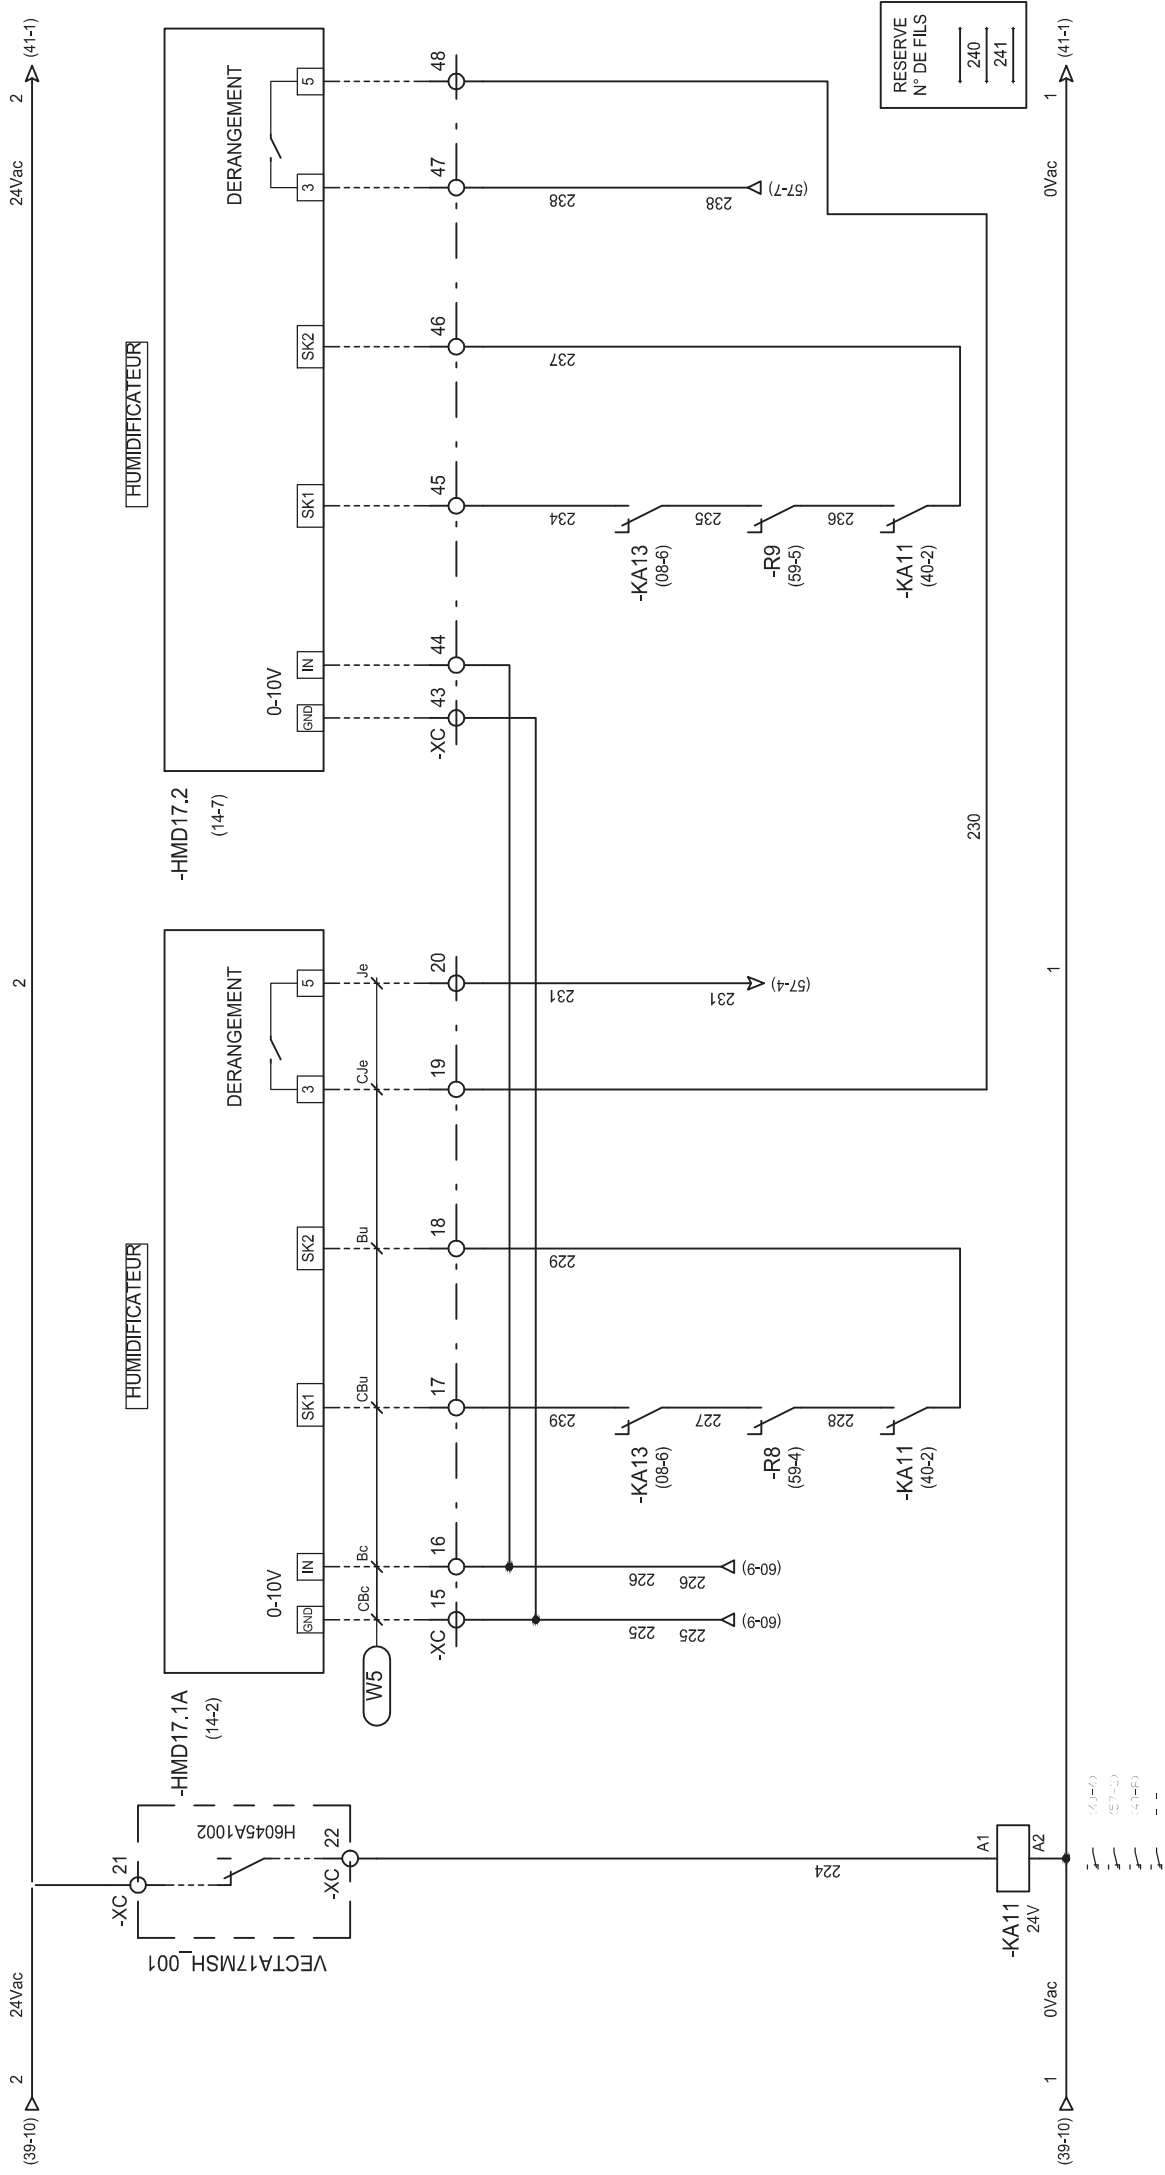 (39-10)
2
24Vac
2
24Vac
2
(41-1)
VECTA17MSH_001
-XC
21
H6045A1002
-XC
22
224
A1
A2
-KA11
24V
HUMIDIFICATEUR
-HMD17.1A
(14-2)
0-10V
DERANGEMENT
GND
IN
SK1
SK2
3
5
W5
CBc
Bc
CBu
Bu
CJe
Je
-XC
15
16
17
18
19
20
225
225
(60-9)
226
226
(60-9)
239
-KA13
(08-6)
227
-R8
(59-4)
228
-KA11
(40-2)
229
231
231
(57-4)
230
HUMIDIFICATEUR
-HMD17.2
(14-7)
0-10V
DERANGEMENT
GND
IN
SK1
SK2
3
5
-XC
43
44
45
46
47
48
234
-KA13
(08-6)
235
-R9
(59-5)
236
-KA11
(40-2)
237
238
238
(57-7)
RESERVE
N° DE FILS
240
241
(39-10)
1
0Vac
1
0Vac
1
(41-1)